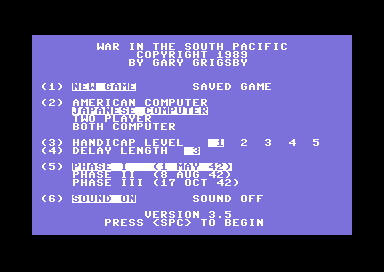 WAR IN THE SOUTH PACIFIC
COPYRIGHT 1989
BY GARY GRIGSBY
(1) NEW GAME SAVED GAME
(2) AMERICAN COMPUTER
JAPANESE COMPUTER
TWO PLAYER
BOTH COMPUTER
(3) HANDICAP LEVEL 1 2 3 4 5
(4) DELAY LENGTH 3
(5) PHASE I (1 MAY 42)
PHASE II (8 AUG 42)
PHASE III (17 OCT 42)
(6) SOUND ON SOUND OFF
VERSION 3.5
PRESS <SPC> TO BEGIN